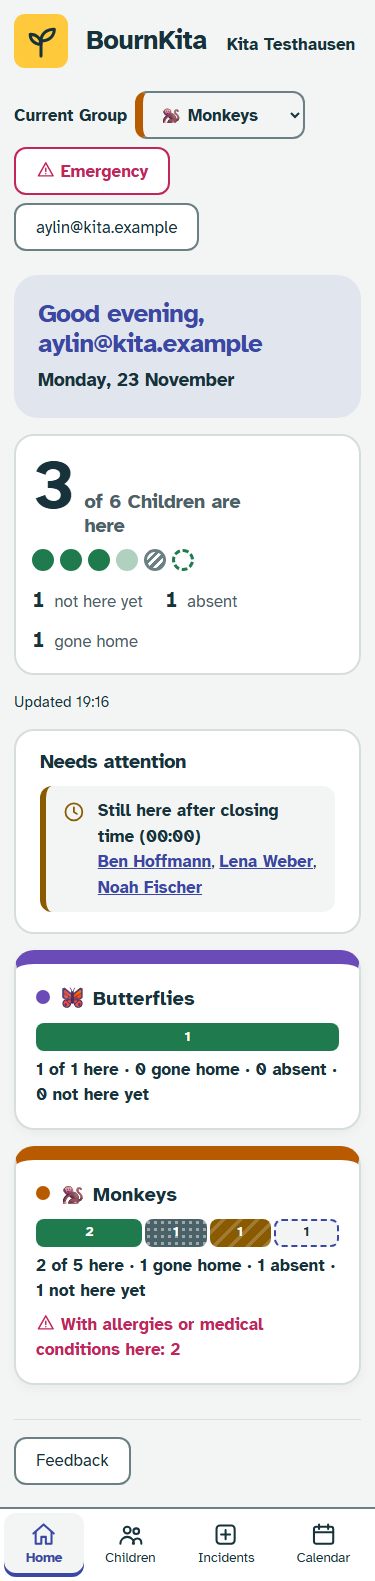 BournKita
Kita Testhausen
Current Group
Monkeys
Emergency
aylin@kita.example
Good evening,
aylin@kita.example
Monday, 23 November
3 of 6 Children are
here
1 not here yet 1 absent
1 gone home
Updated 19:16
Needs attention
Still here after closing
time (00:00)
Ben Hoffmann, Lena Weber,
Noah Fischer
Butterflies
1
1 of 1 here · 0 gone home · 0 absent ·
0 not here yet
Monkeys
2 1 1 1
2 of 5 here · 1 gone home · 1 absent ·
1 not here yet
With allergies or medical
conditions here: 2
Feedback
Home Children Incidents Calendar